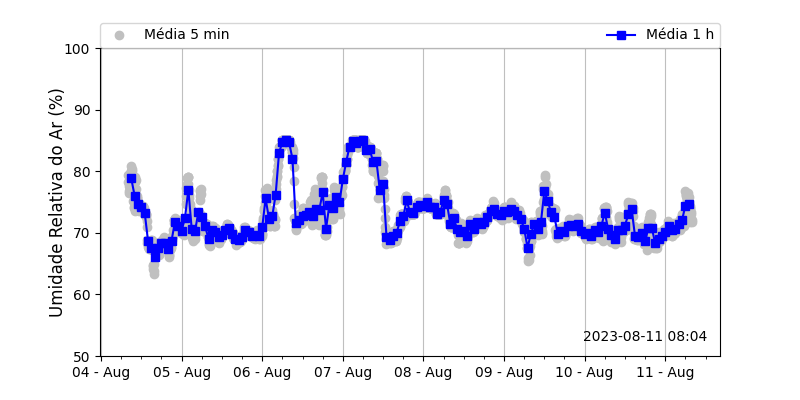 Média 5 min
Média 1 h
Umidade Relativa do Ar (%)
100
90
80
70
60
50
2023-08-11 08:04
04 - Aug
05 - Aug
06 - Aug
07 - Aug
08 - Aug
09 - Aug
10 - Aug
11 - Aug